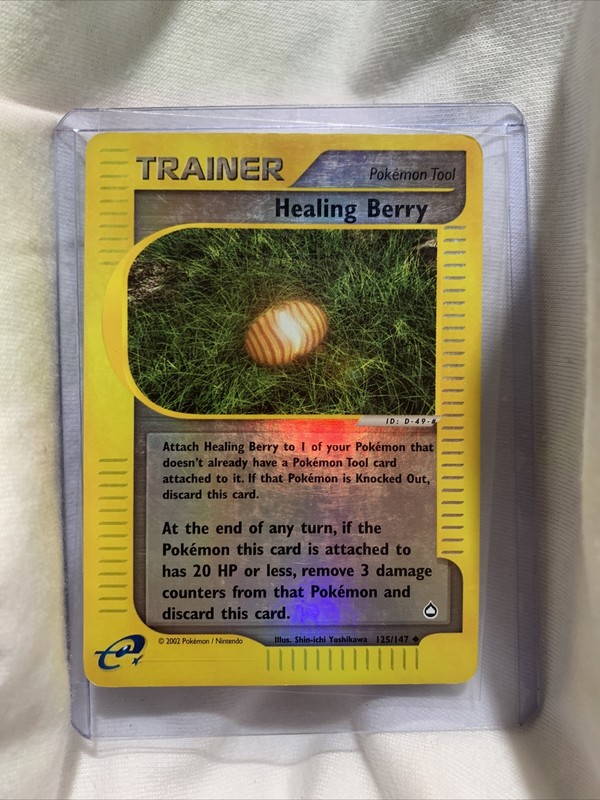 TRAINER
Pokémon Tool
Healing Berry
ID: D-49-#
Attach Healing Berry to 1 of your Pokémon that
doesn't already have a Pokémon Tool card
attached to it. If that Pokémon is Knocked Out,
discard this card.
At the end of any turn, if the
Pokémon this card is attached to
has 20 HP or less, remove 3 damage
counters from that Pokémon and
discard this card.
e
© 2002 Pokémon / Nintendo
Illus. Shin-ichi Yoshikawa
125/147